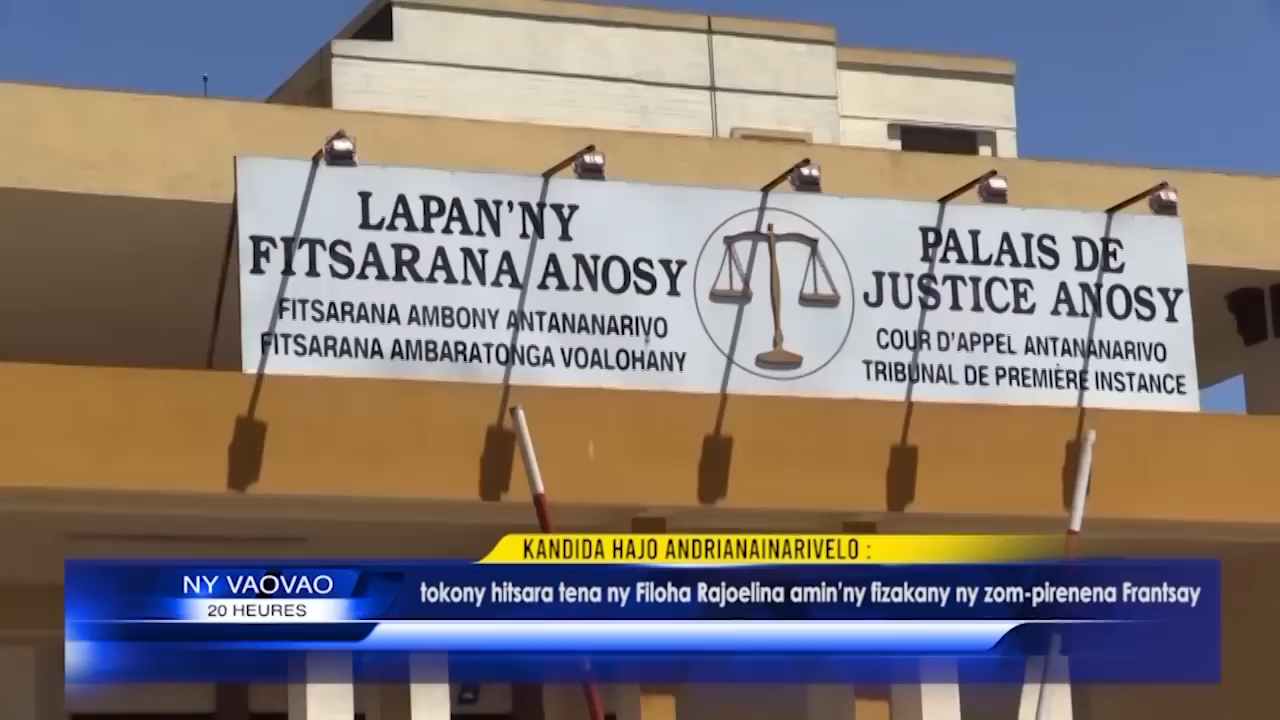 LAPAN'NY
FITSARANA ANOSY
FITSARANA AMBONY ANTANANARIVO
FITSARANA AMBARATONGA VOALOHANY
PALAIS DE
JUSTICE ANOSY
COUR D'APPEL ANTANANARIVO
TRIBUNAL DE PREMIÈRE INSTANCE
KANDIDA HAJO ANDRIANAINARIVELO :
NY VAOVAO
20 HEURES
tokony hitsara tena ny Filoha Rajoelina amin'ny fizakany ny zom-pirenena Frantsay